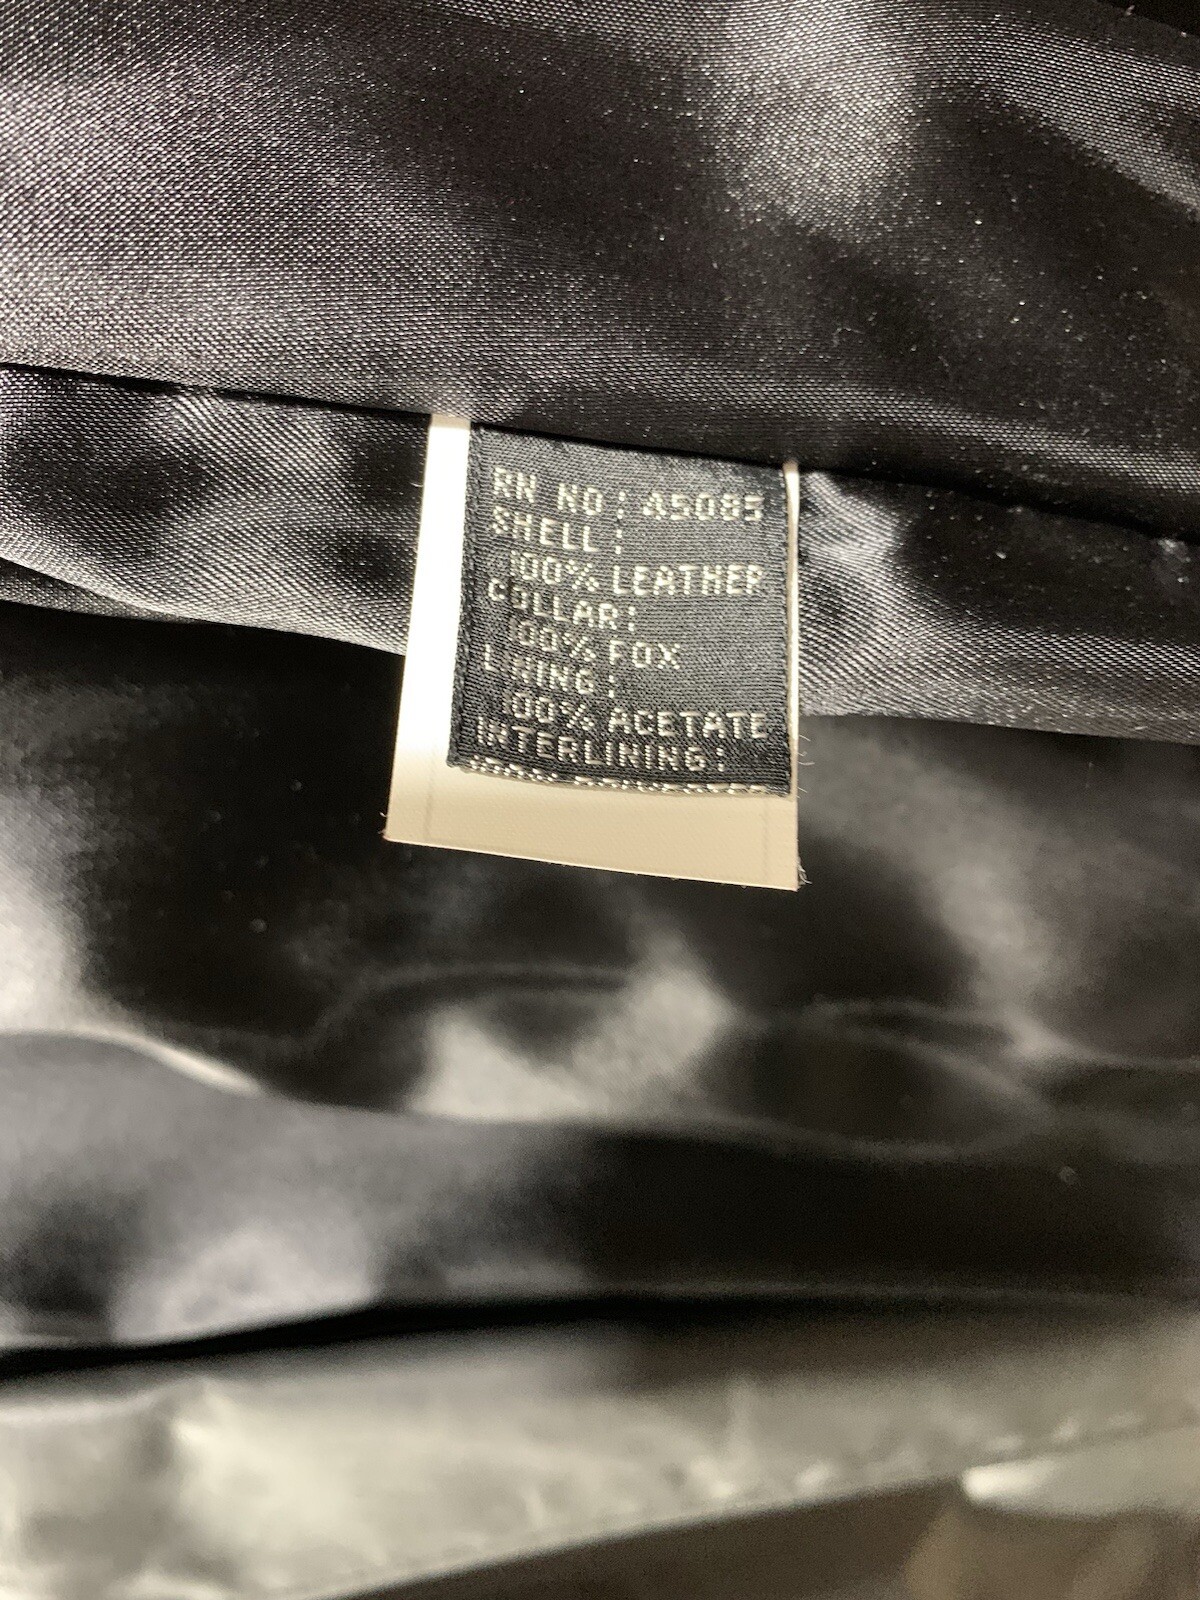 RN NO: 45085
SHELL:
100% LEATHER
COLLAR:
100% FOX
LINING:
100% ACETATE
INTERLINING: